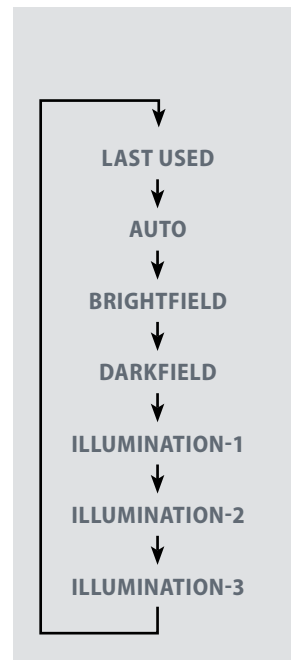 LAST USED
AUTO
BRIGHTFIELD
DARKFIELD
ILLUMINATION-1
ILLUMINATION-2
ILLUMINATION-3